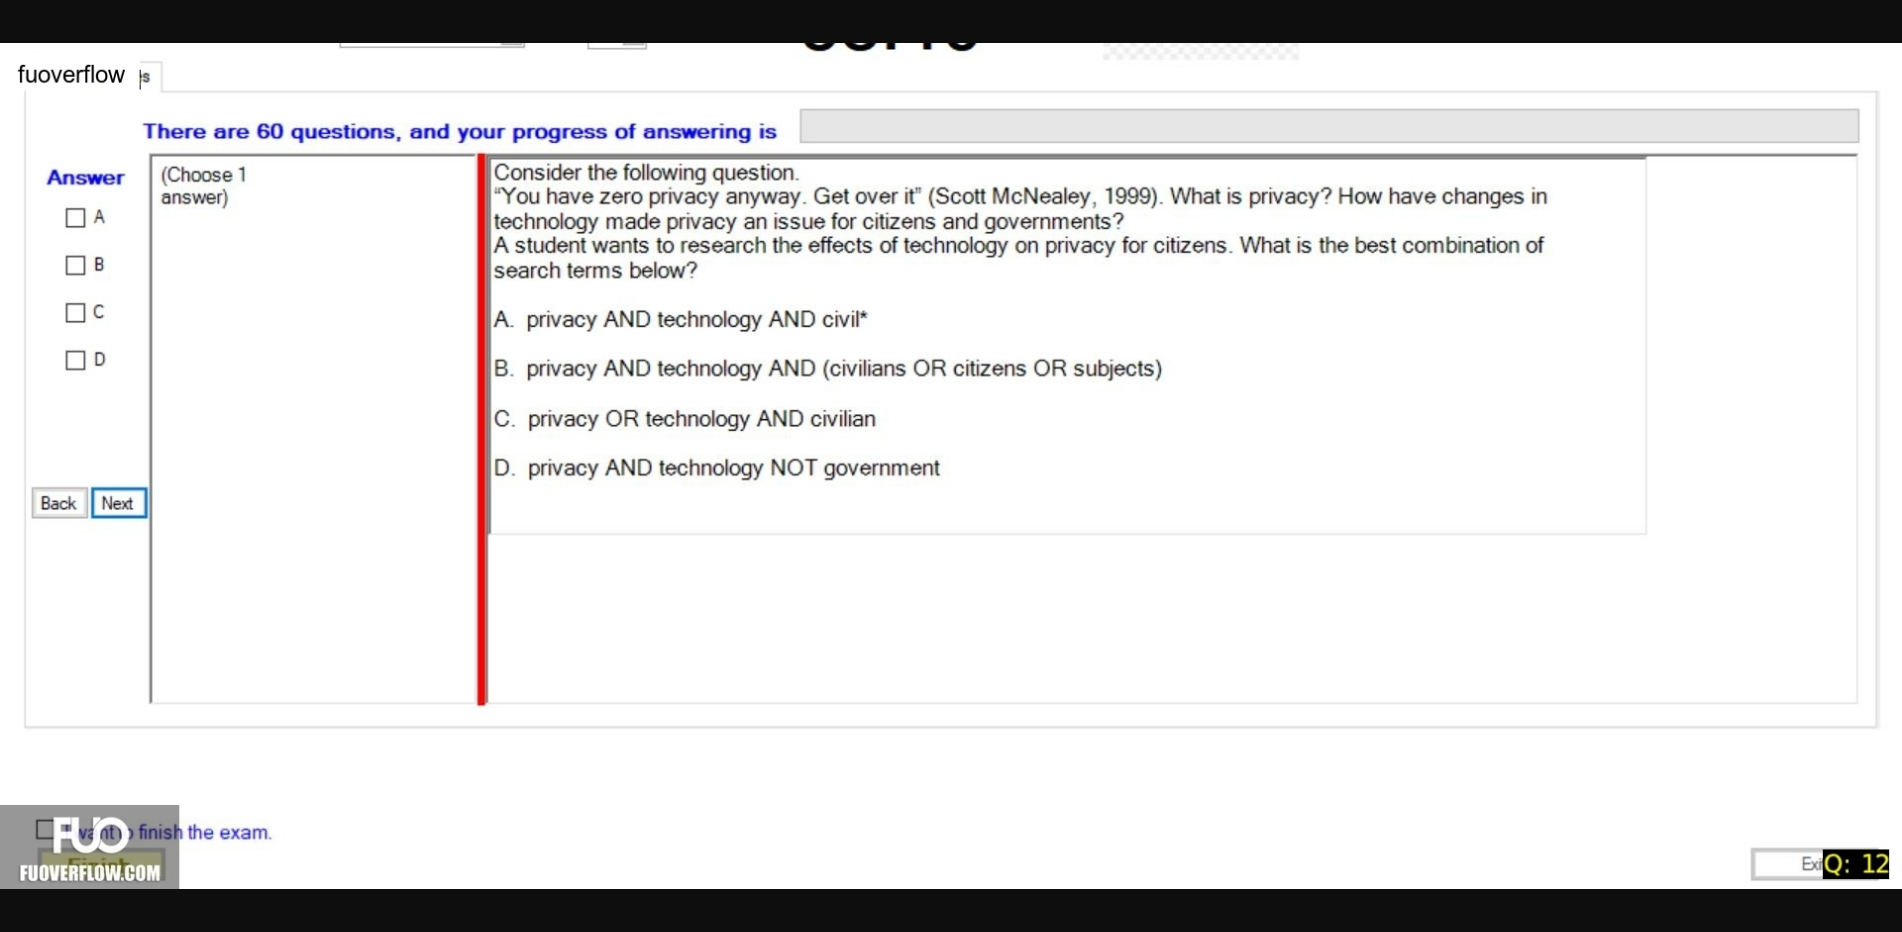 fuoverflow
There are 60 questions, and your progress of answering is
Answer
A
B
C
D
(Choose 1
answer)
Consider the following question.
“You have zero privacy anyway. Get over it” (Scott McNealey, 1999). What is privacy? How have changes in
technology made privacy an issue for citizens and governments?
A student wants to research the effects of technology on privacy for citizens. What is the best combination of
search terms below?
A. privacy AND technology AND civil*
B. privacy AND technology AND (civilians OR citizens OR subjects)
C. privacy OR technology AND civilian
D. privacy AND technology NOT government
Back Next
I want to finish the exam.
FUO
FUOVERFLOW.COM
Q: 12